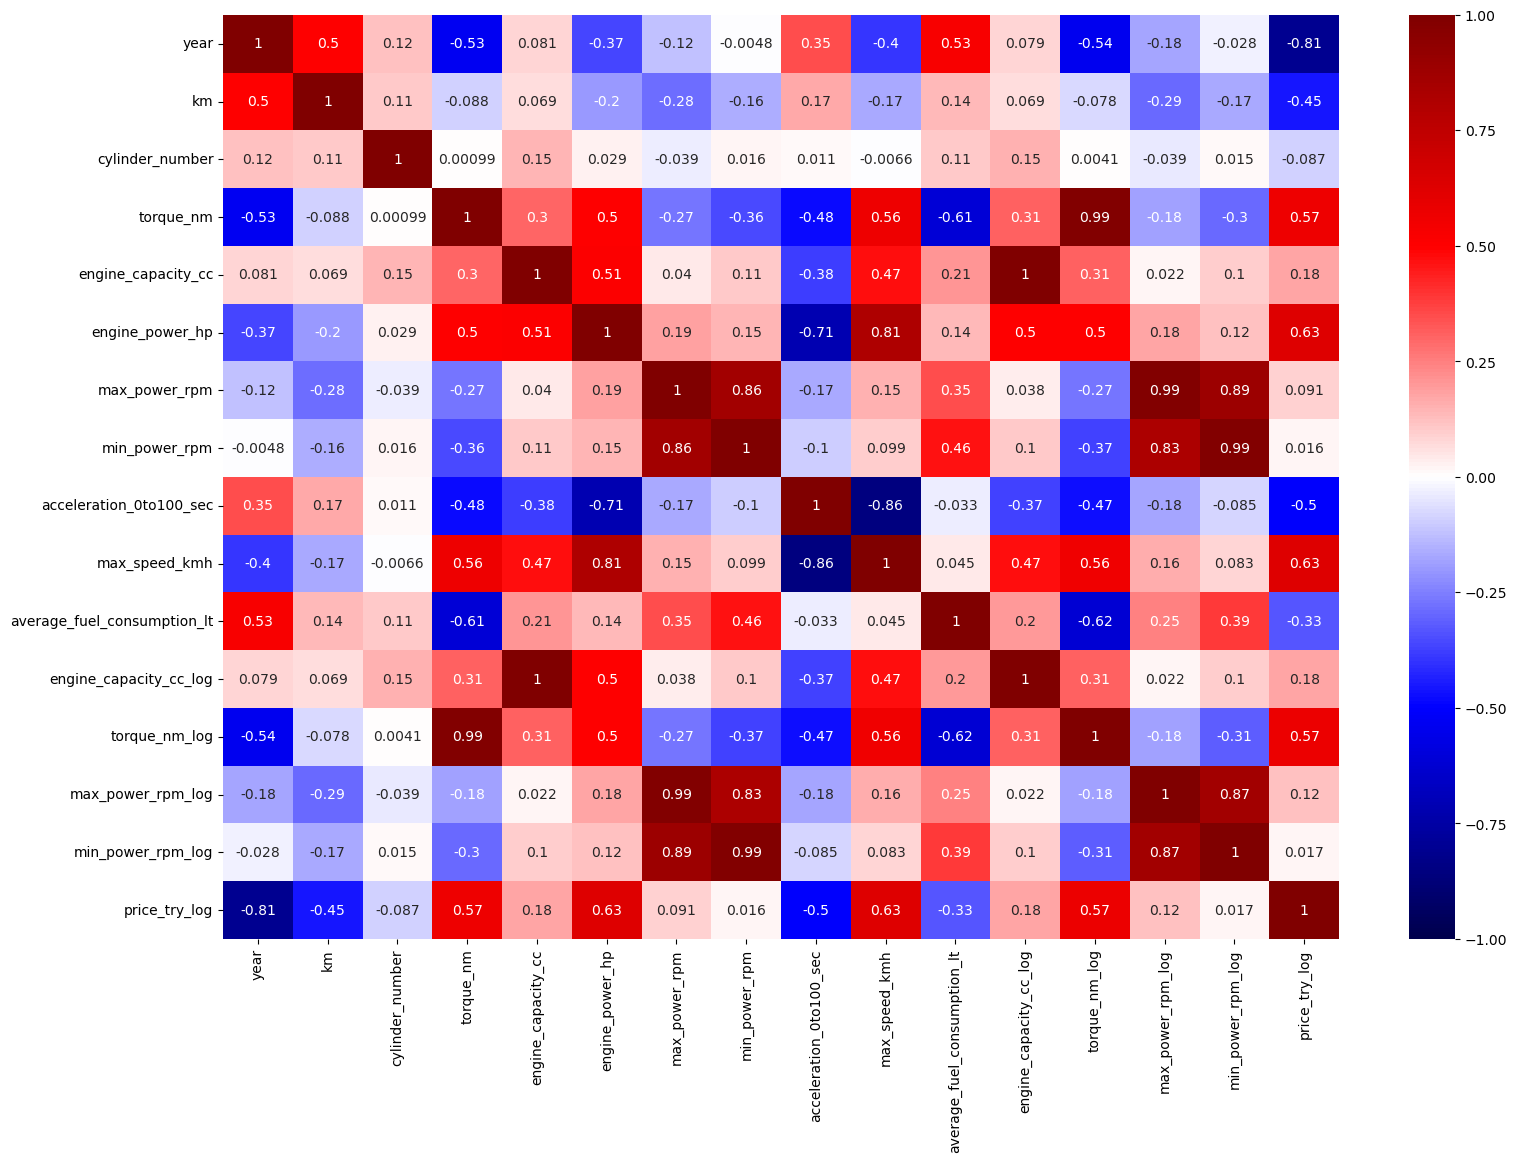 year 1 0.5 0.12 -0.53 0.081 -0.37 -0.12 -0.0048 0.35 -0.4 0.53 0.079 -0.54 -0.18 -0.028 -0.81
km 0.5 1 0.11 -0.088 0.069 -0.2 -0.28 -0.16 0.17 -0.17 0.14 0.069 -0.078 -0.29 -0.17 -0.45
cylinder_number 0.12 0.11 1 0.00099 0.15 0.029 -0.039 0.016 0.011 -0.0066 0.11 0.15 0.0041 -0.039 0.015 -0.087
torque_nm -0.53 -0.088 0.00099 1 0.3 0.5 -0.27 -0.36 -0.48 0.56 -0.61 0.31 0.99 -0.18 -0.3 0.57
engine_capacity_cc 0.081 0.069 0.15 0.3 1 0.51 0.04 0.11 -0.38 0.47 0.21 1 0.31 0.022 0.1 0.18
engine_power_hp -0.37 -0.2 0.029 0.5 0.51 1 0.19 0.15 -0.71 0.81 0.14 0.5 0.5 0.18 0.12 0.63
max_power_rpm -0.12 -0.28 -0.039 -0.27 0.04 0.19 1 0.86 -0.17 0.15 0.35 0.038 -0.27 0.99 0.89 0.091
min_power_rpm -0.0048 -0.16 0.016 -0.36 0.11 0.15 0.86 1 -0.1 0.099 0.46 0.1 -0.37 0.83 0.99 0.016
acceleration_0to100_sec 0.35 0.17 0.011 -0.48 -0.38 -0.71 -0.17 -0.1 1 -0.86 -0.033 -0.37 -0.47 -0.18 -0.085 -0.5
max_speed_kmh -0.4 -0.17 -0.0066 0.56 0.47 0.81 0.15 0.099 -0.86 1 0.045 0.47 0.56 0.16 0.083 0.63
average_fuel_consumption_lt 0.53 0.14 0.11 -0.61 0.21 0.14 0.35 0.46 -0.033 0.045 1 0.2 -0.62 0.25 0.39 -0.33
engine_capacity_cc_log 0.079 0.069 0.15 0.31 1 0.5 0.038 0.1 -0.37 0.47 0.2 1 0.31 0.022 0.1 0.18
torque_nm_log -0.54 -0.078 0.0041 0.99 0.31 0.5 -0.27 -0.37 -0.47 0.56 -0.62 0.31 1 -0.18 -0.31 0.57
max_power_rpm_log -0.18 -0.29 -0.039 -0.18 0.022 0.18 0.99 0.83 -0.18 0.16 0.25 0.022 -0.18 1 0.87 0.12
min_power_rpm_log -0.028 -0.17 0.015 -0.3 0.1 0.12 0.89 0.99 -0.085 0.083 0.39 0.1 -0.31 0.87 1 0.017
price_try_log -0.81 -0.45 -0.087 0.57 0.18 0.63 0.091 0.016 -0.5 0.63 -0.33 0.18 0.57 0.12 0.017 1
year
km
cylinder_number
torque_nm
engine_capacity_cc
engine_power_hp
max_power_rpm
min_power_rpm
acceleration_0to100_sec
max_speed_kmh
average_fuel_consumption_lt
engine_capacity_cc_log
torque_nm_log
max_power_rpm_log
min_power_rpm_log
price_try_log
1.00
0.75
0.50
0.25
0.00
−0.25
−0.50
−0.75
−1.00